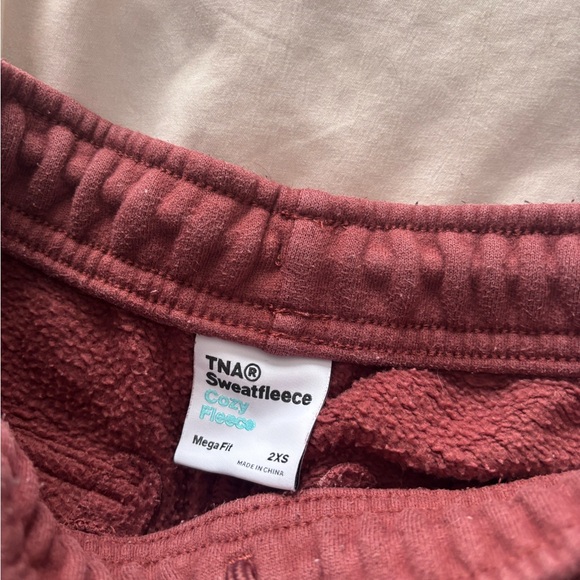 TNA®
Sweatfleece
Cozy
Fleece
Mega Fit 2XS
MADE IN CHINA